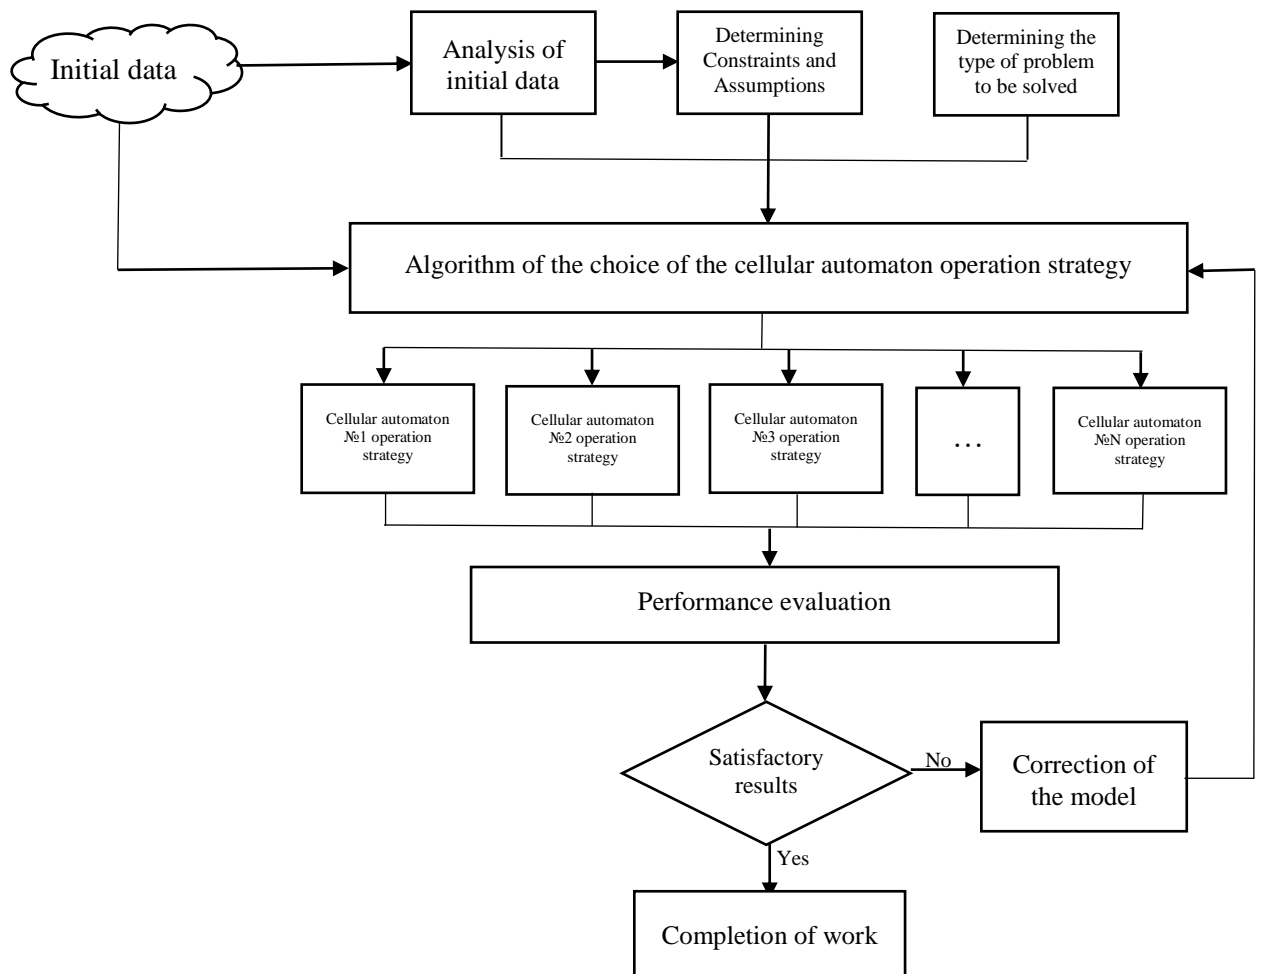 Initial data
Analysis of
initial data
Determining
Constraints and
Assumptions
Determining the
type of problem
to be solved
Algorithm of the choice of the cellular automaton operation strategy
Cellular automaton
№1 operation
strategy
Cellular automaton
№2 operation
strategy
Cellular automaton
№3 operation
strategy
...
Cellular automaton
№N operation
strategy
Performance evaluation
Satisfactory
results
No
Correction of
the model
Yes
Completion of work